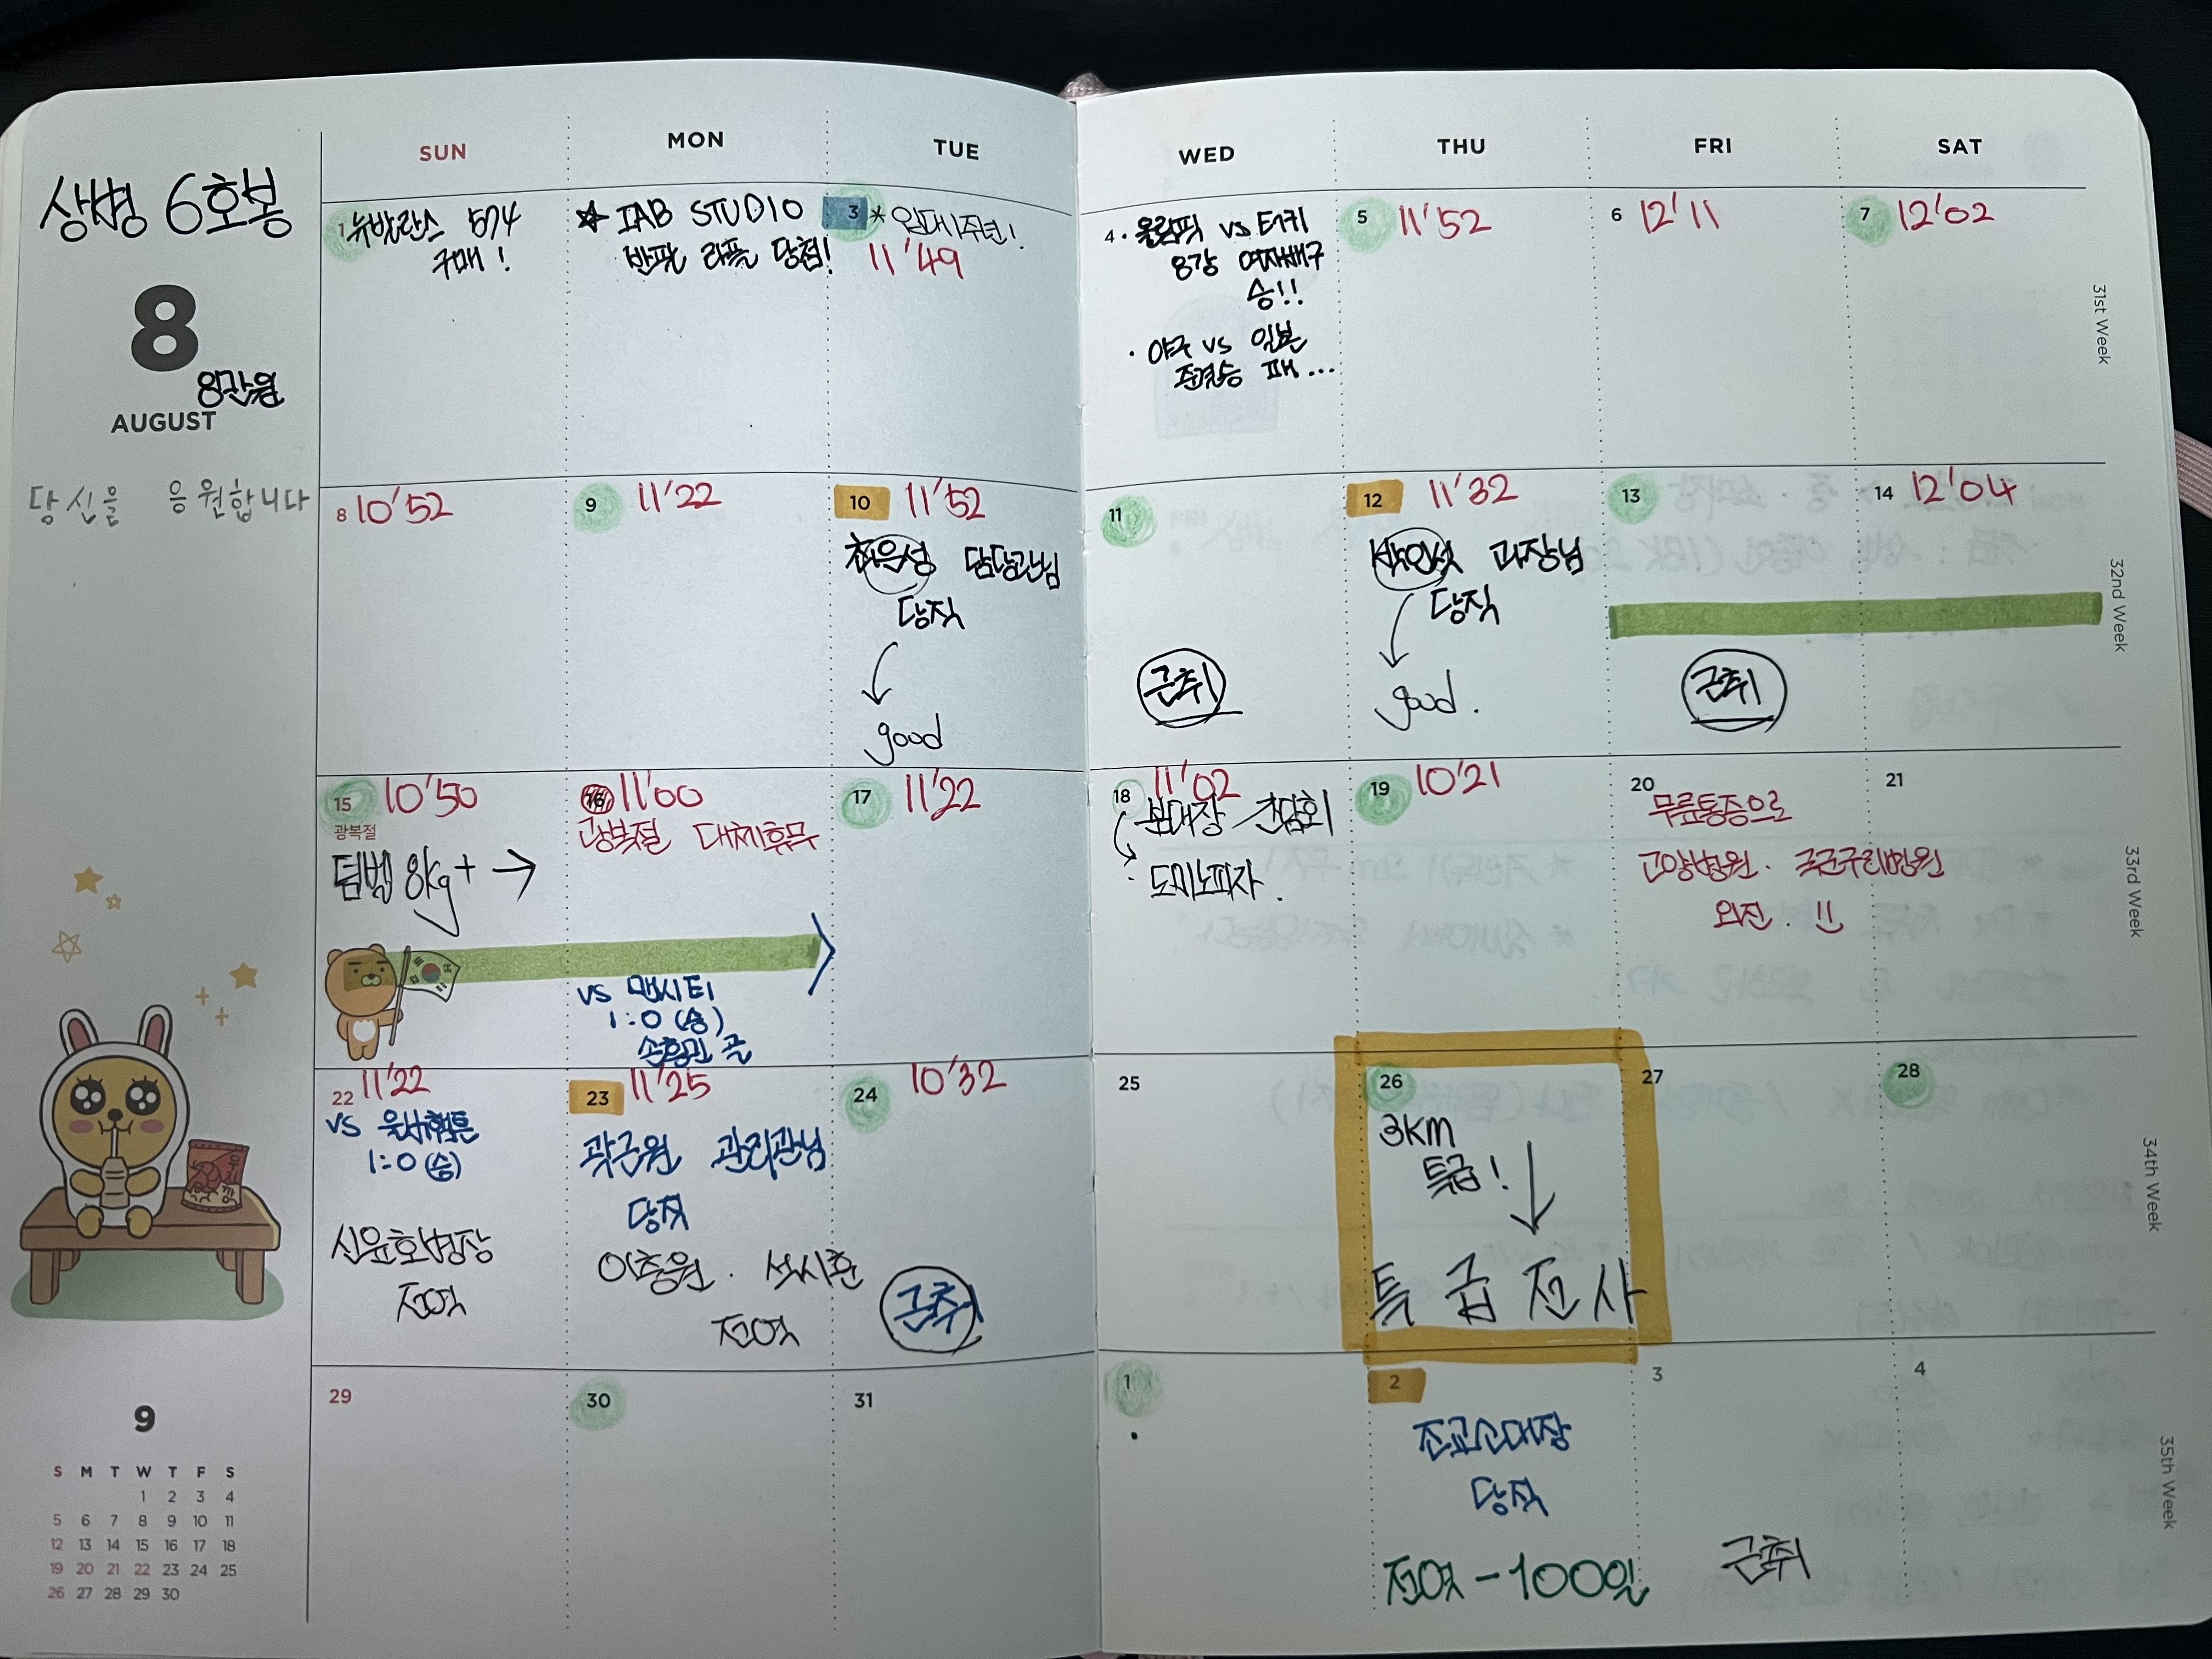 상병 6호봉
8
8만원
AUGUST
당신을 응원합니다
SUN
MON
TUE
WED
THU
FRI
SAT
1 뉴발란스 574
구매!
☆ IAB STUDIO
반팔 라플 당첨!
3 * 입대1주년!
11'49
4 · 올림픽 vs 터키
8강 여자배구
승!!
· 야구 vs 일본
준결승 패...
5 11'52
6 12'11
7 12'02
31st Week
8 10'52
9 11'22
10 11'52
최은성 담당관님
당직
good
11
근취
12 11'32
박인석 과장님
당직
good.
13
근취
14 12'04
32nd Week
15 10'50
광복절
덤벨 8kg+ →
16 11'00
광복절 대체휴무
vs 맨시티
1:0 (승)
손흥민 골
17 11'22
18 11'02
본대장 간담회
· 도미노피자.
19 10'21
20
무릎통증으로
고양병원. 국군구리병원
외진. !!
21
33rd Week
22 11'22
vs 울버햄튼
1:0 (승)
신윤호병장
전역
23 11'25
곽근원 관리관님
당직
이충원. 석시훈
전역
24 10'32
근취
25
26
3km
특급!
특급전사
27
28
34th Week
29
30
31
1
2
조교소대장
당직
전역-100일
3
근취
4
35th Week
9
S M T W T F S
1 2 3 4
5 6 7 8 9 10 11
12 13 14 15 16 17 18
19 20 21 22 23 24 25
26 27 28 29 30